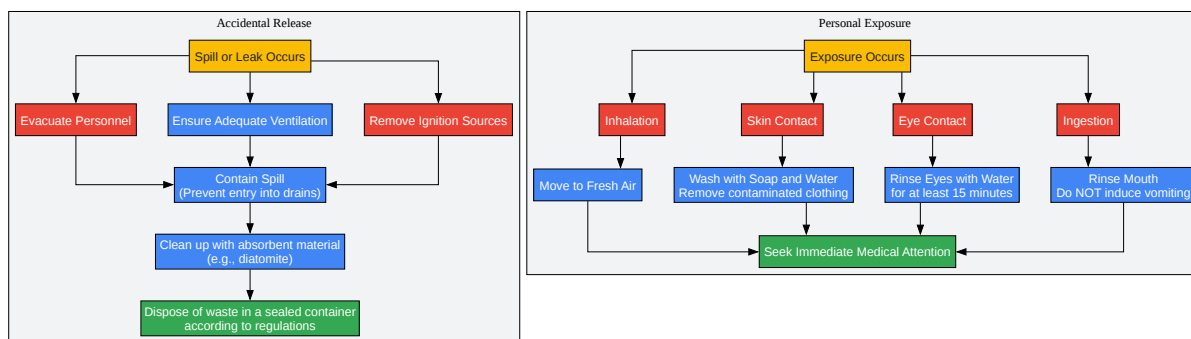 Accidental Release
Spill or Leak Occurs
Evacuate Personnel
Ensure Adequate Ventilation
Remove Ignition Sources
Contain Spill
(Prevent entry into drains)
Clean up with absorbent material
(e.g., diatomite)
Dispose of waste in a sealed container
according to regulations
Personal Exposure
Exposure Occurs
Inhalation
Skin Contact
Eye Contact
Ingestion
Move to Fresh Air
Wash with Soap and Water
Remove contaminated clothing
Rinse Eyes with Water
for at least 15 minutes
Rinse Mouth
Do NOT induce vomiting
Seek Immediate Medical Attention